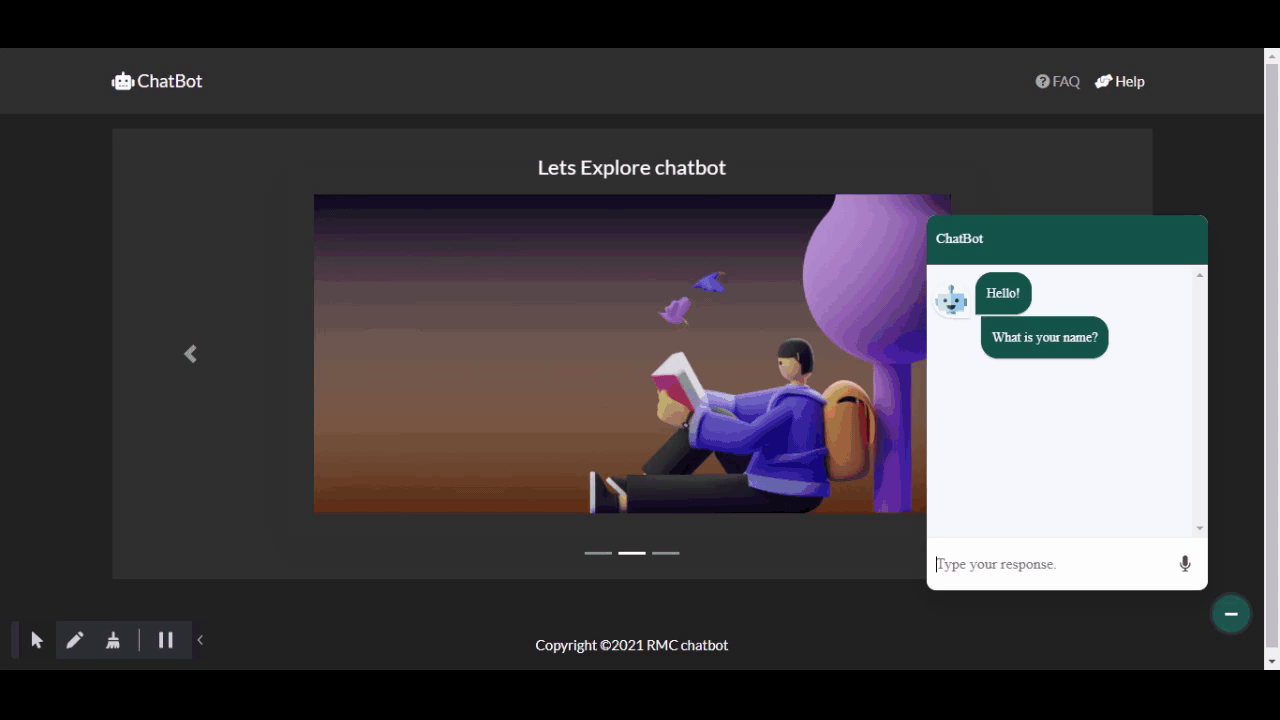 ChatBot
FAQ
Help
Lets Explore chatbot
ChatBot
Hello!
What is your name?
Type your response.
Copyright ©2021 RMC chatbot